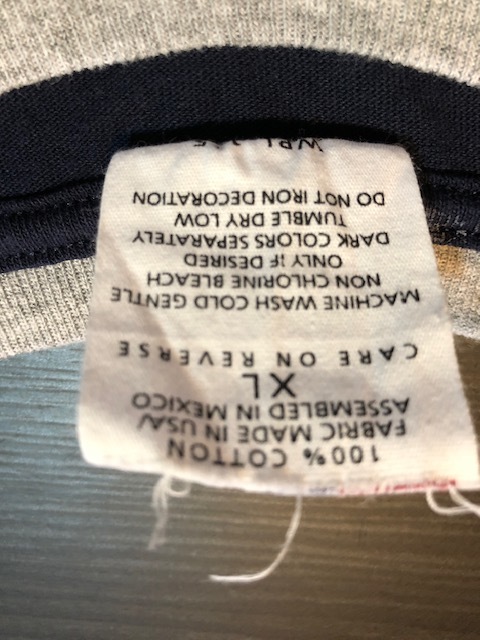 100% COTTON
FABRIC MADE IN USA/
ASSEMBLED IN MEXICO
XL
CARE ON REVERSE
MACHINE WASH COLD GENTLE
NON CHLORINE BLEACH
ONLY IF DESIRED
DARK COLORS SEPARATELY
TUMBLE DRY LOW
DO NOT IRON DECORATION